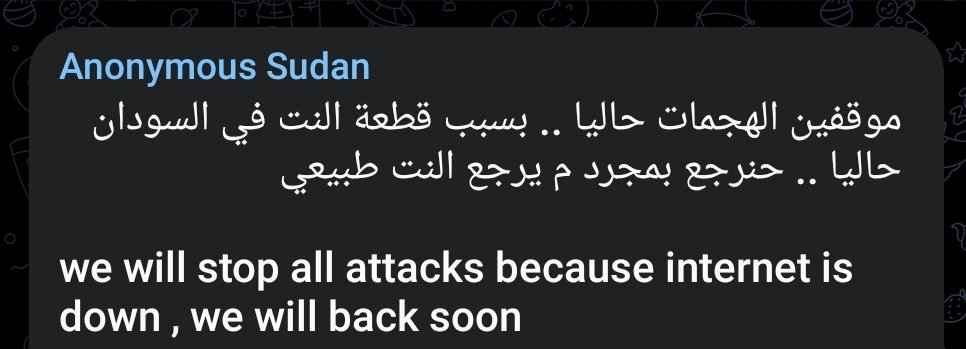 Anonymous Sudan
موقفين الهجمات حاليا .. بسبب قطعة النت في السودان
حاليا .. حنرجع بمجرد م يرجع النت طبيعي
we will stop all attacks because internet is
down , we will back soon